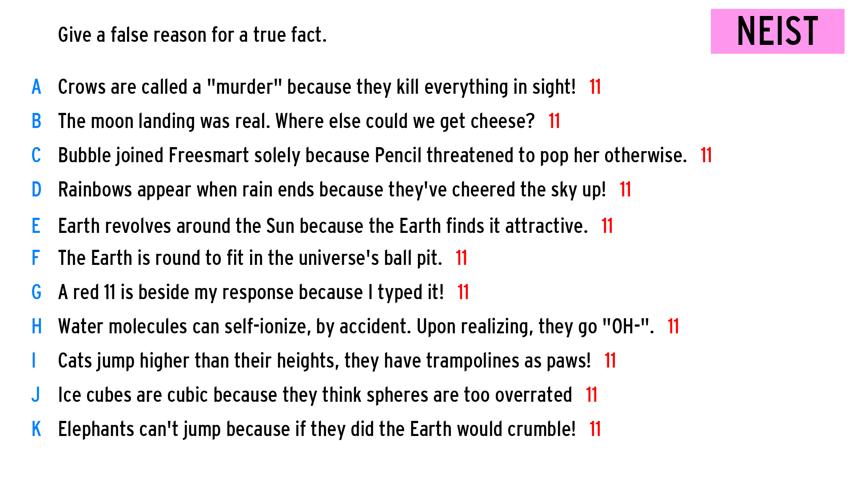 Give a false reason for a true fact.
NEIST
A Crows are called a "murder" because they kill everything in sight! 11
B The moon landing was real. Where else could we get cheese? 11
C Bubble joined Freesmart solely because Pencil threatened to pop her otherwise. 11
D Rainbows appear when rain ends because they've cheered the sky up! 11
E Earth revolves around the Sun because the Earth finds it attractive. 11
F The Earth is round to fit in the universe's ball pit. 11
G A red 11 is beside my response because I typed it! 11
H Water molecules can self-ionize, by accident. Upon realizing, they go "OH-". 11
I Cats jump higher than their heights, they have trampolines as paws! 11
J Ice cubes are cubic because they think spheres are too overrated 11
K Elephants can't jump because if they did the Earth would crumble! 11